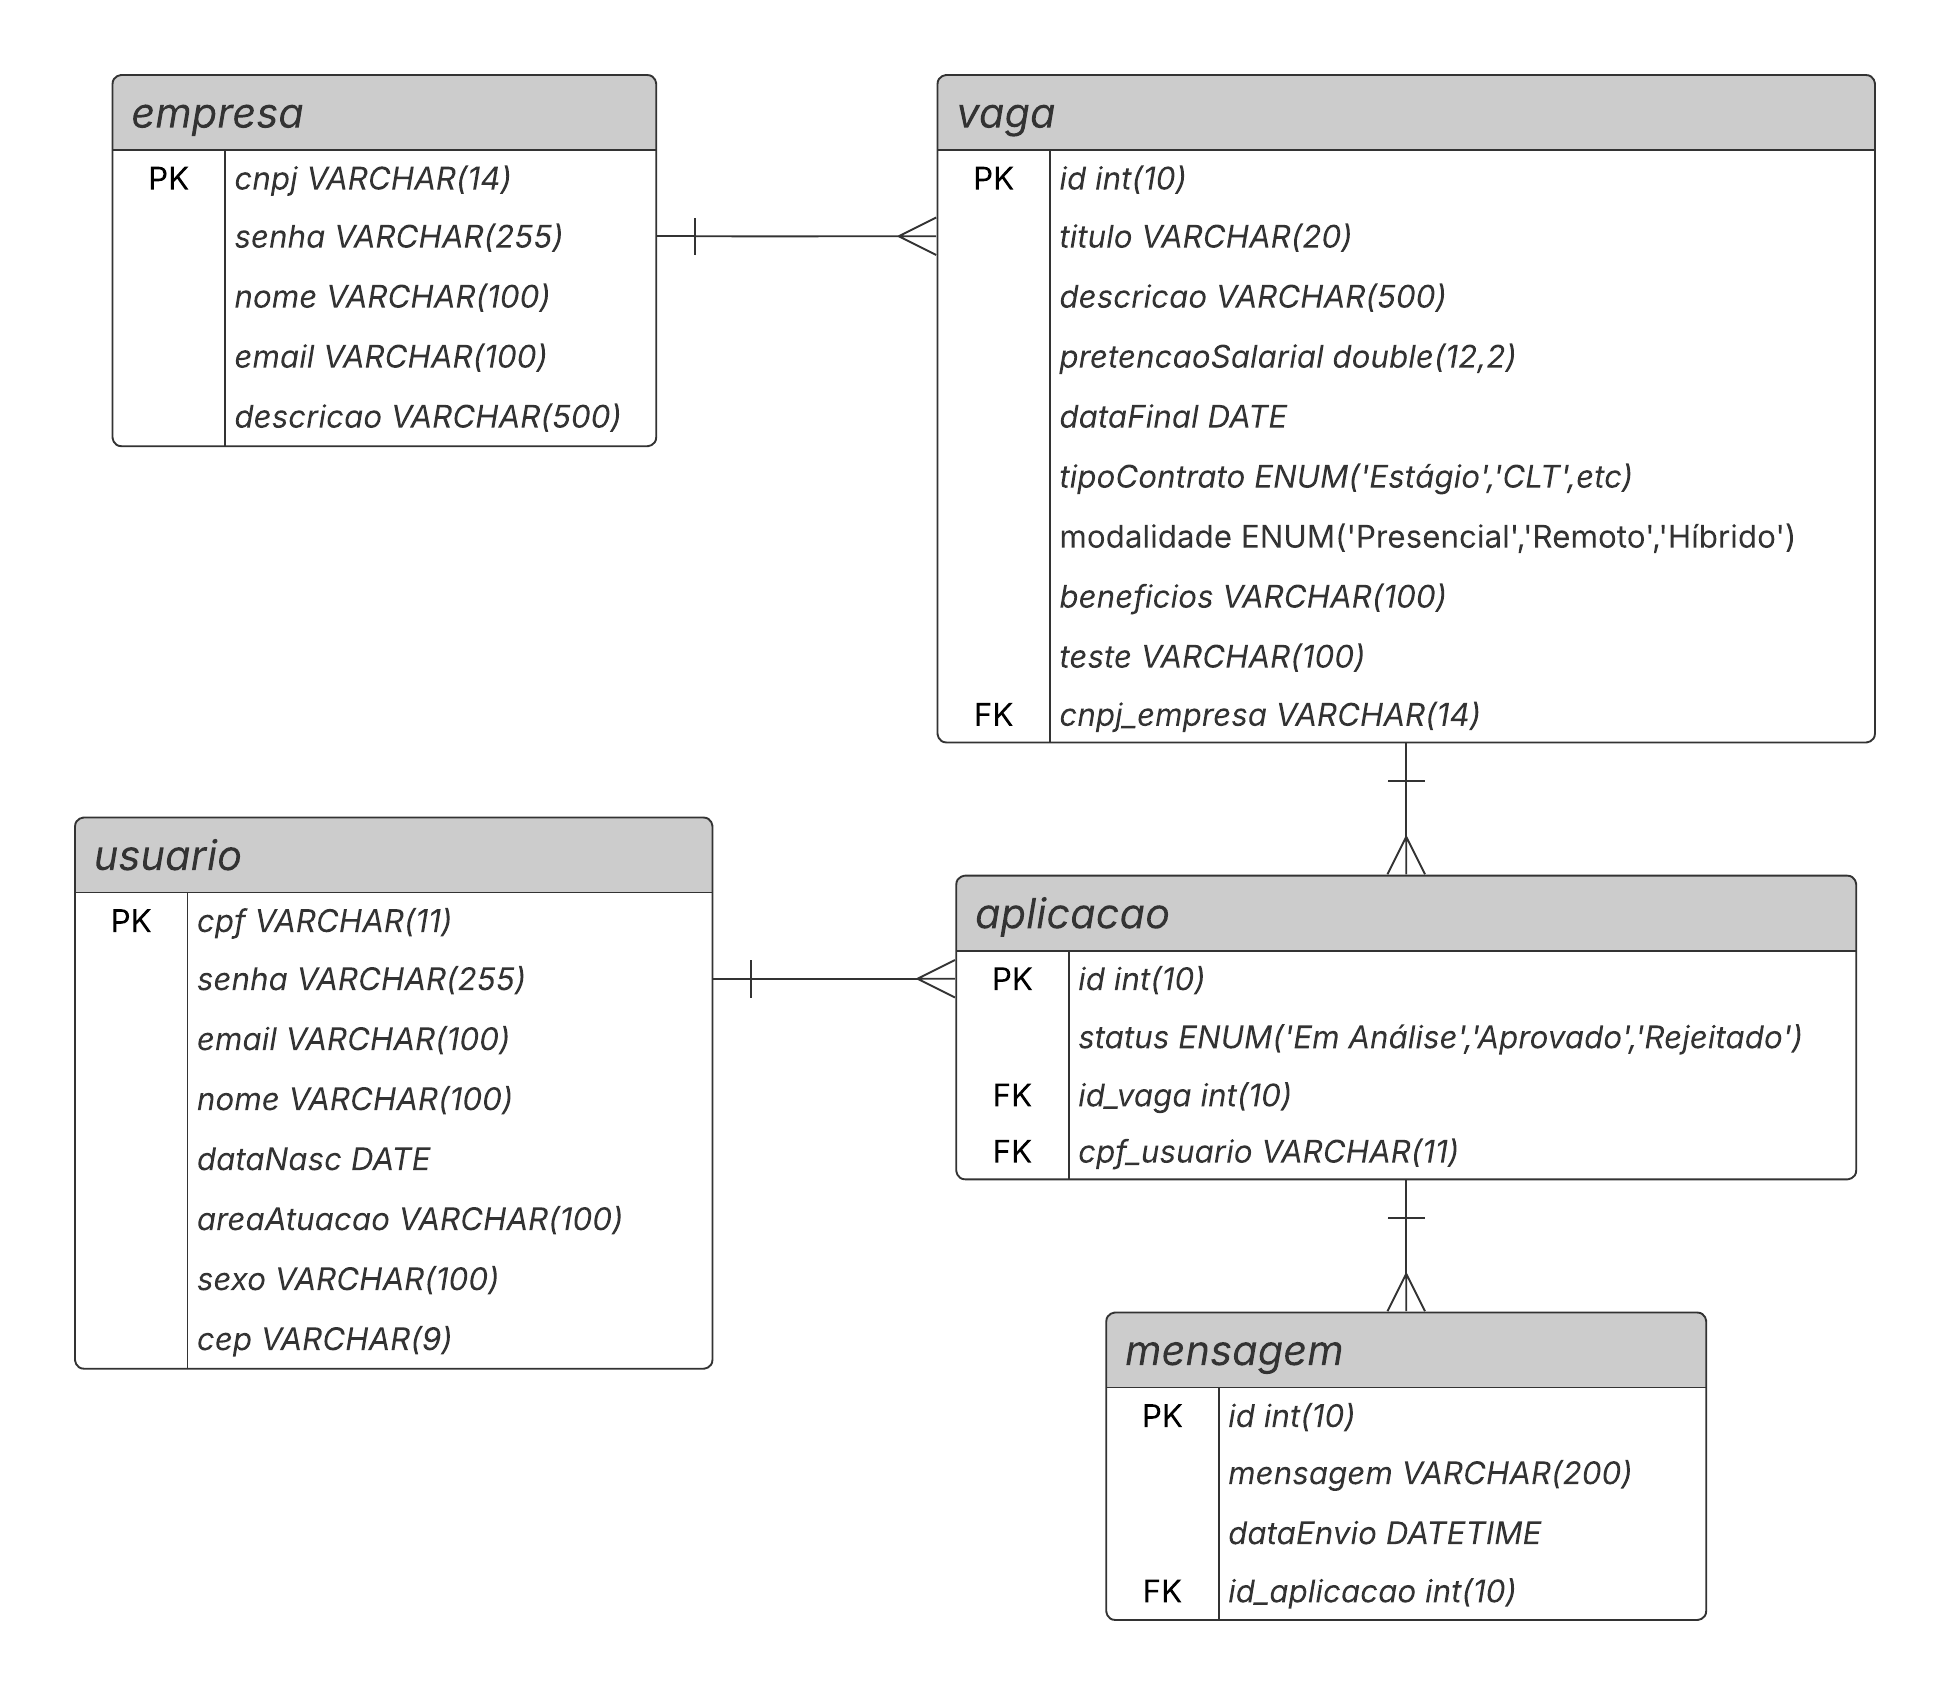 empresa
PK cnpj VARCHAR(14)
senha VARCHAR(255)
nome VARCHAR(100)
email VARCHAR(100)
descricao VARCHAR(500)
vaga
PK id int(10)
titulo VARCHAR(20)
descricao VARCHAR(500)
pretencaoSalarial double(12,2)
dataFinal DATE
tipoContrato ENUM('Estágio','CLT',etc)
modalidade ENUM('Presencial','Remoto','Híbrido')
beneficios VARCHAR(100)
teste VARCHAR(100)
FK cnpj_empresa VARCHAR(14)
usuario
PK cpf VARCHAR(11)
senha VARCHAR(255)
email VARCHAR(100)
nome VARCHAR(100)
dataNasc DATE
areaAtuacao VARCHAR(100)
sexo VARCHAR(100)
cep VARCHAR(9)
aplicacao
PK id int(10)
status ENUM('Em Análise','Aprovado','Rejeitado')
FK id_vaga int(10)
FK cpf_usuario VARCHAR(11)
mensagem
PK id int(10)
mensagem VARCHAR(200)
dataEnvio DATETIME
FK id_aplicacao int(10)